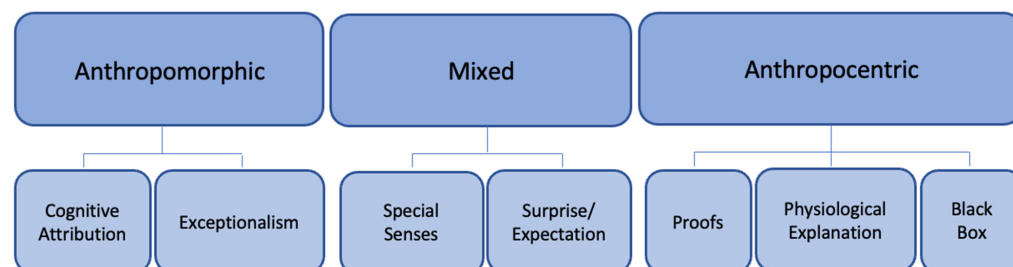 Anthropomorphic
Mixed
Anthropocentric
Cognitive
Attribution
Exceptionalism
Special
Senses
Surprise/
Expectation
Proofs
Physiological
Explanation
Black
Box